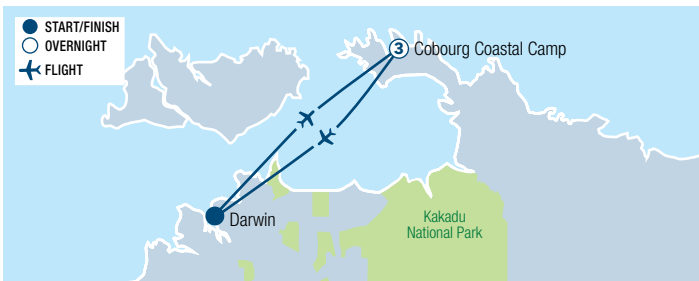 START/FINISH
OVERNIGHT
FLIGHT
3 Cobourg Coastal Camp
Darwin
Kakadu
National Park